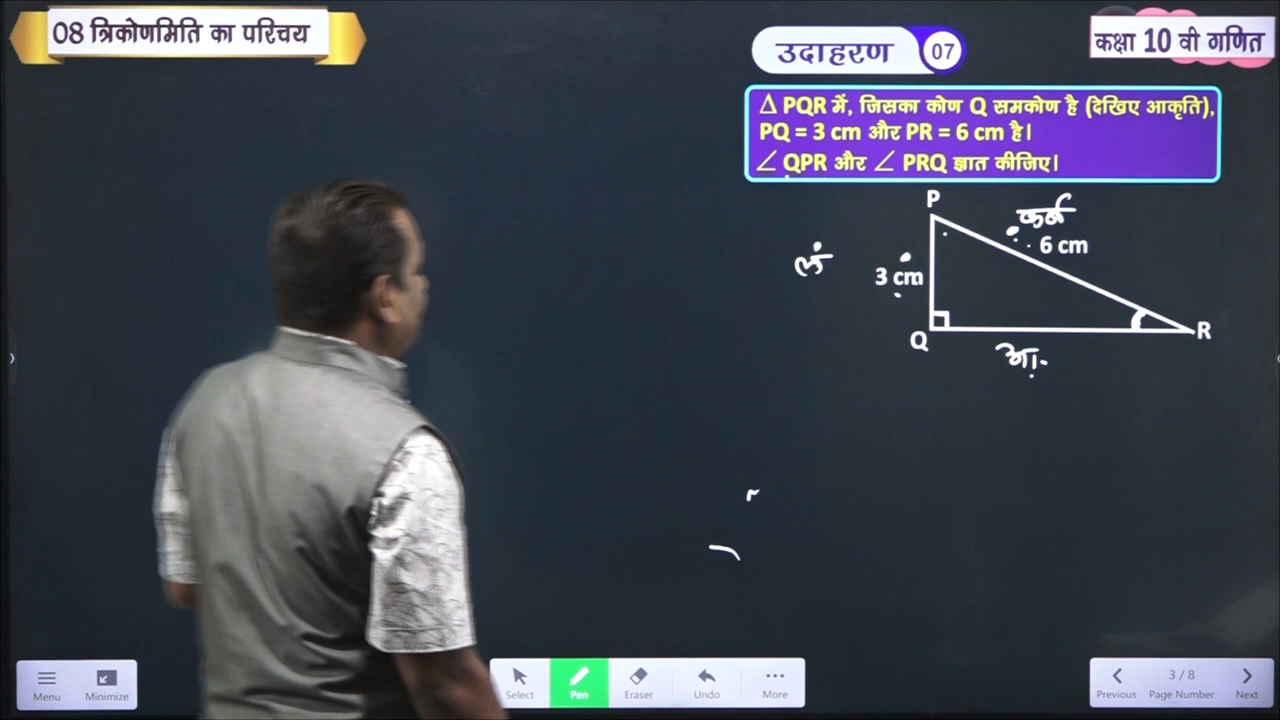 08 त्रिकोणमिति का परिचय
उदाहरण 07
कक्षा 10 वी गणित
Δ PQR में, जिसका कोण Q समकोण है (देखिए आकृति),
PQ = 3 cm और PR = 6 cm है।
∠ QPR और ∠ PRQ ज्ञात कीजिए।
P
कर्ण
6 cm
लं
3 cm
Q
R
आ.
Menu
Minimize
Select
Pen
Eraser
Undo
More
Previous
3 / 8
Page Number
Next